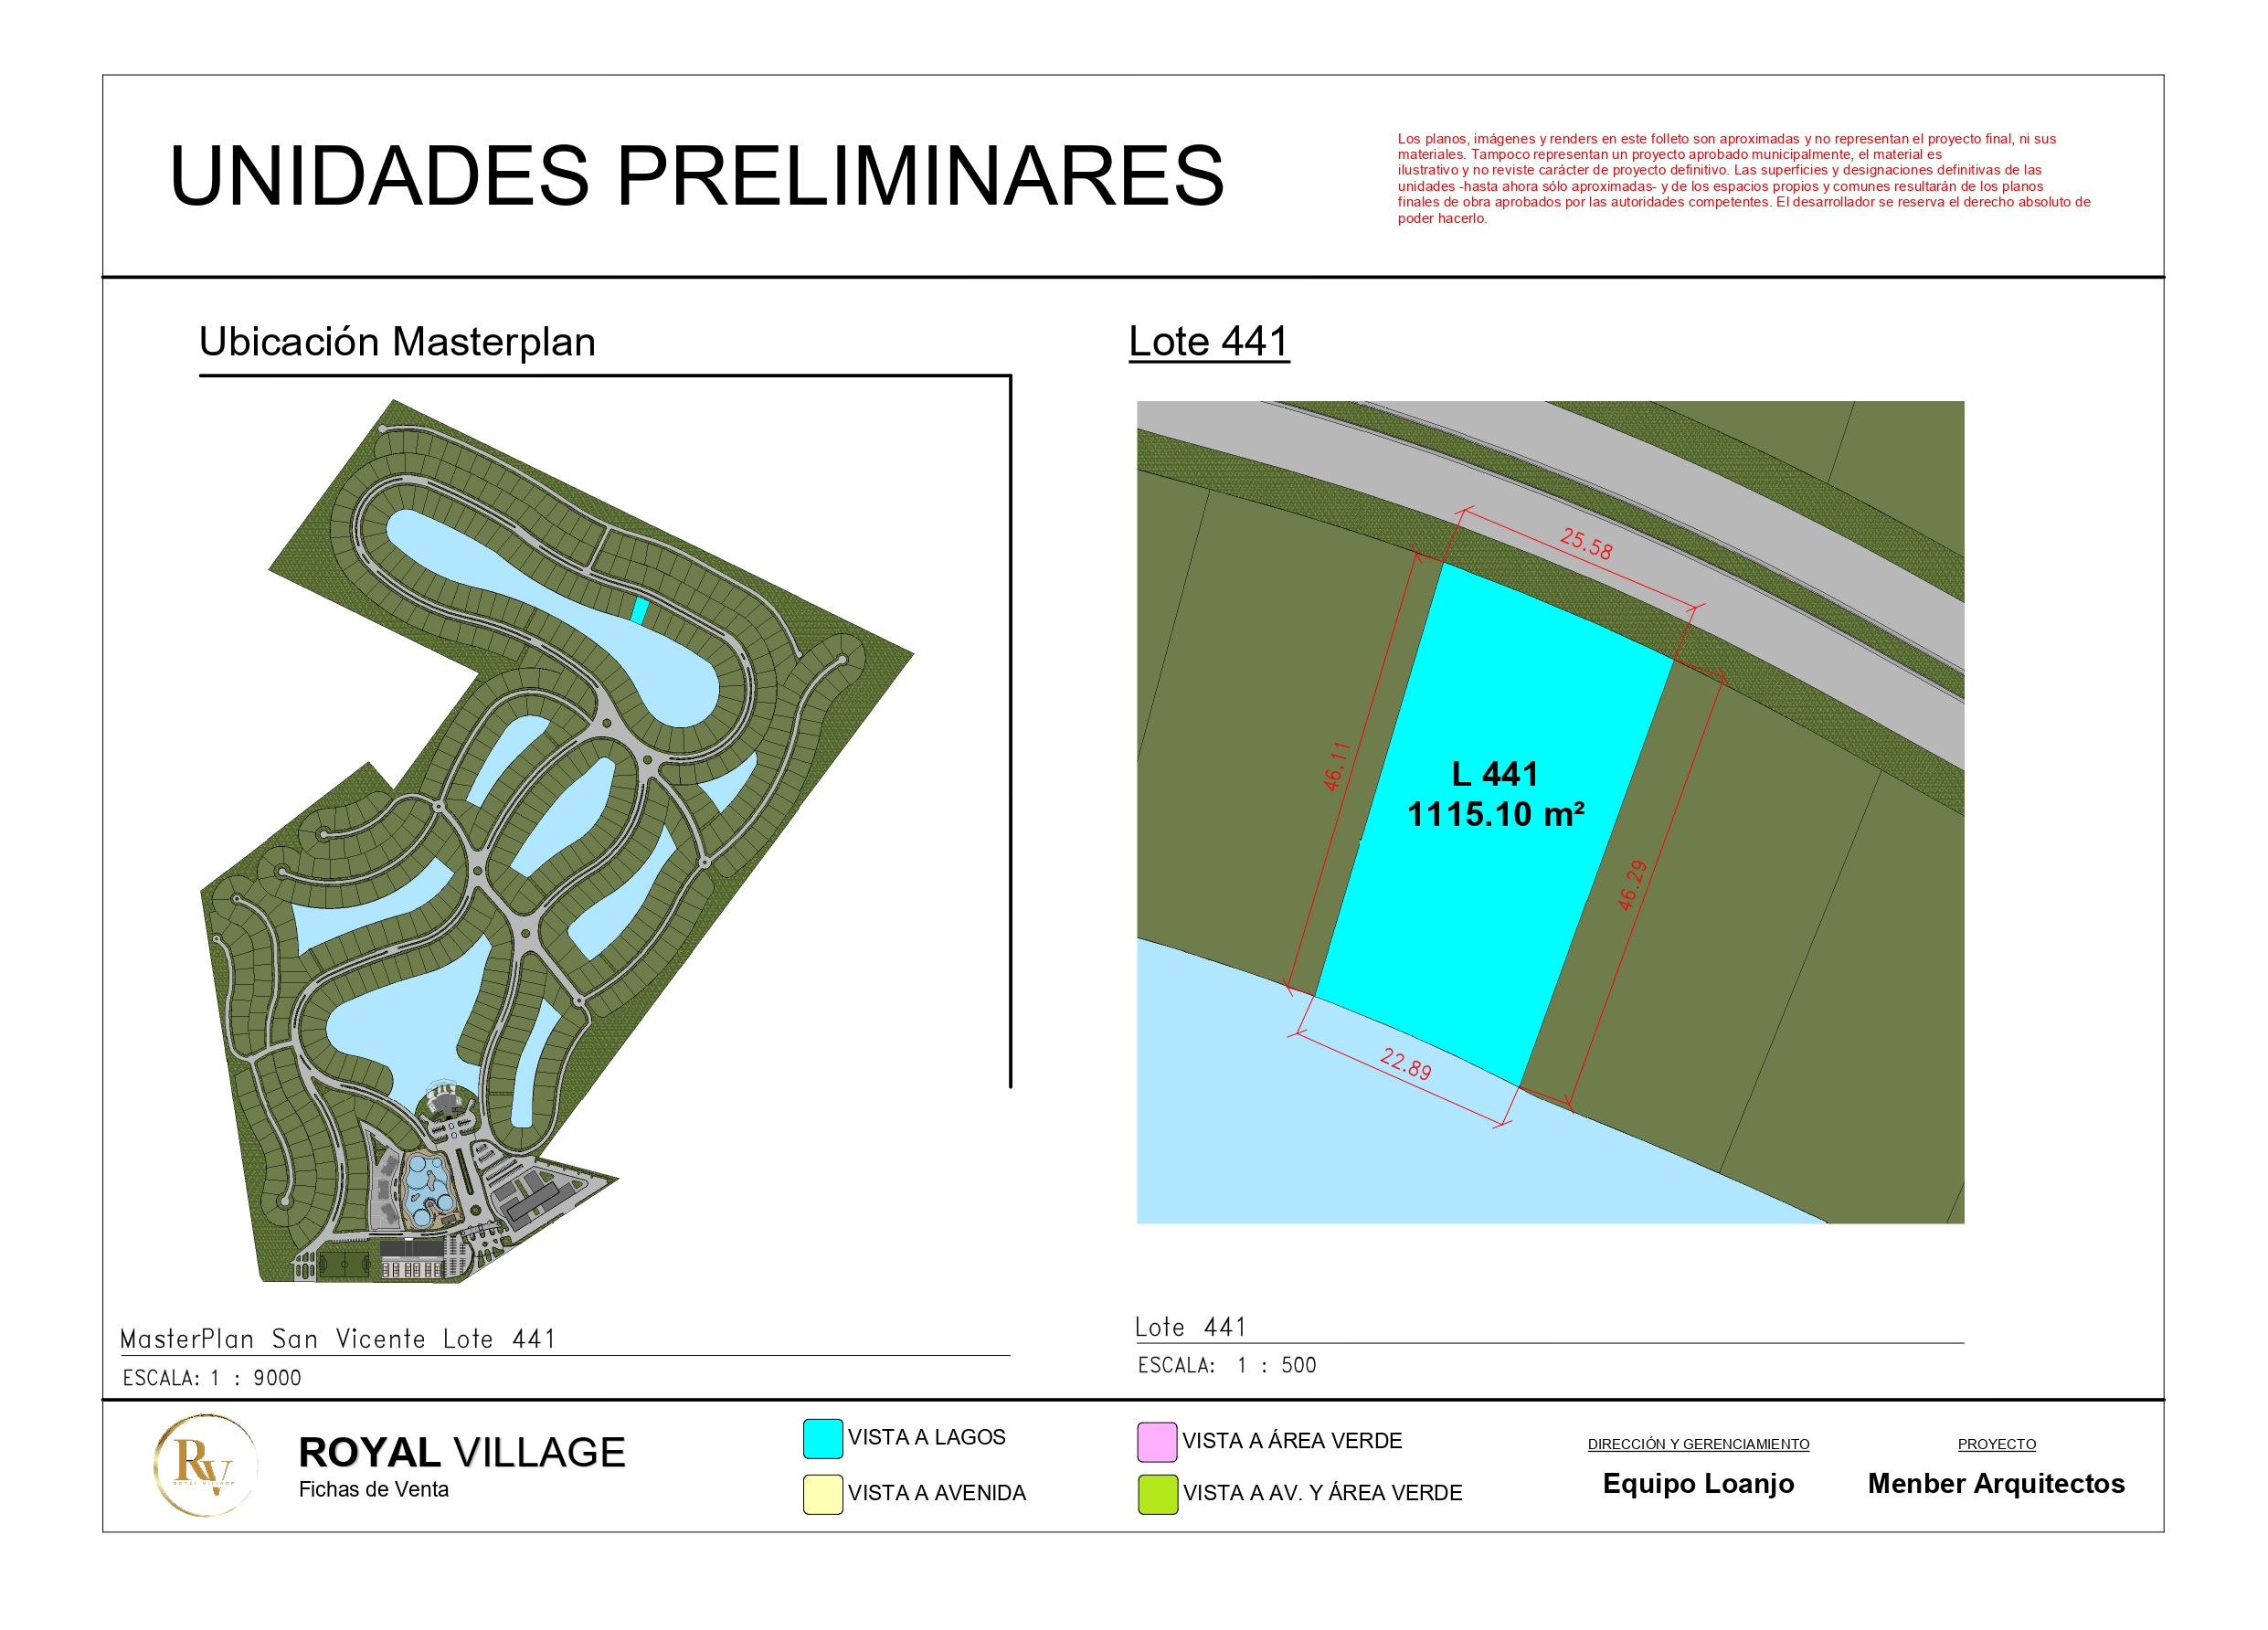 UNIDADES PRELIMINARES
Los planos, imágenes y renders en este folleto son aproximadas y no representan el proyecto final, ni sus
materiales. Tampoco representan un proyecto aprobado municipalmente, el material es
ilustrativo y no reviste carácter de proyecto definitivo. Las superficies y designaciones definitivas de las
unidades -hasta ahora sólo aproximadas- y de los espacios propios y comunes resultarán de los planos
finales de obra aprobados por las autoridades competentes. El desarrollador se reserva el derecho absoluto de
poder hacerlo.
Ubicación Masterplan
Lote 441
25.58
46.11
L 441
1115.10 m²
46.29
22.89
MasterPlan San Vicente Lote 441
ESCALA: 1 : 9000
Lote 441
ESCALA: 1 : 500
RV
ROYAL VILLAGE
ROYAL VILLAGE
Fichas de Venta
VISTA A LAGOS
VISTA A AVENIDA
VISTA A ÁREA VERDE
VISTA A AV. Y ÁREA VERDE
DIRECCIÓN Y GERENCIAMIENTO
Equipo Loanjo
PROYECTO
Menber Arquitectos